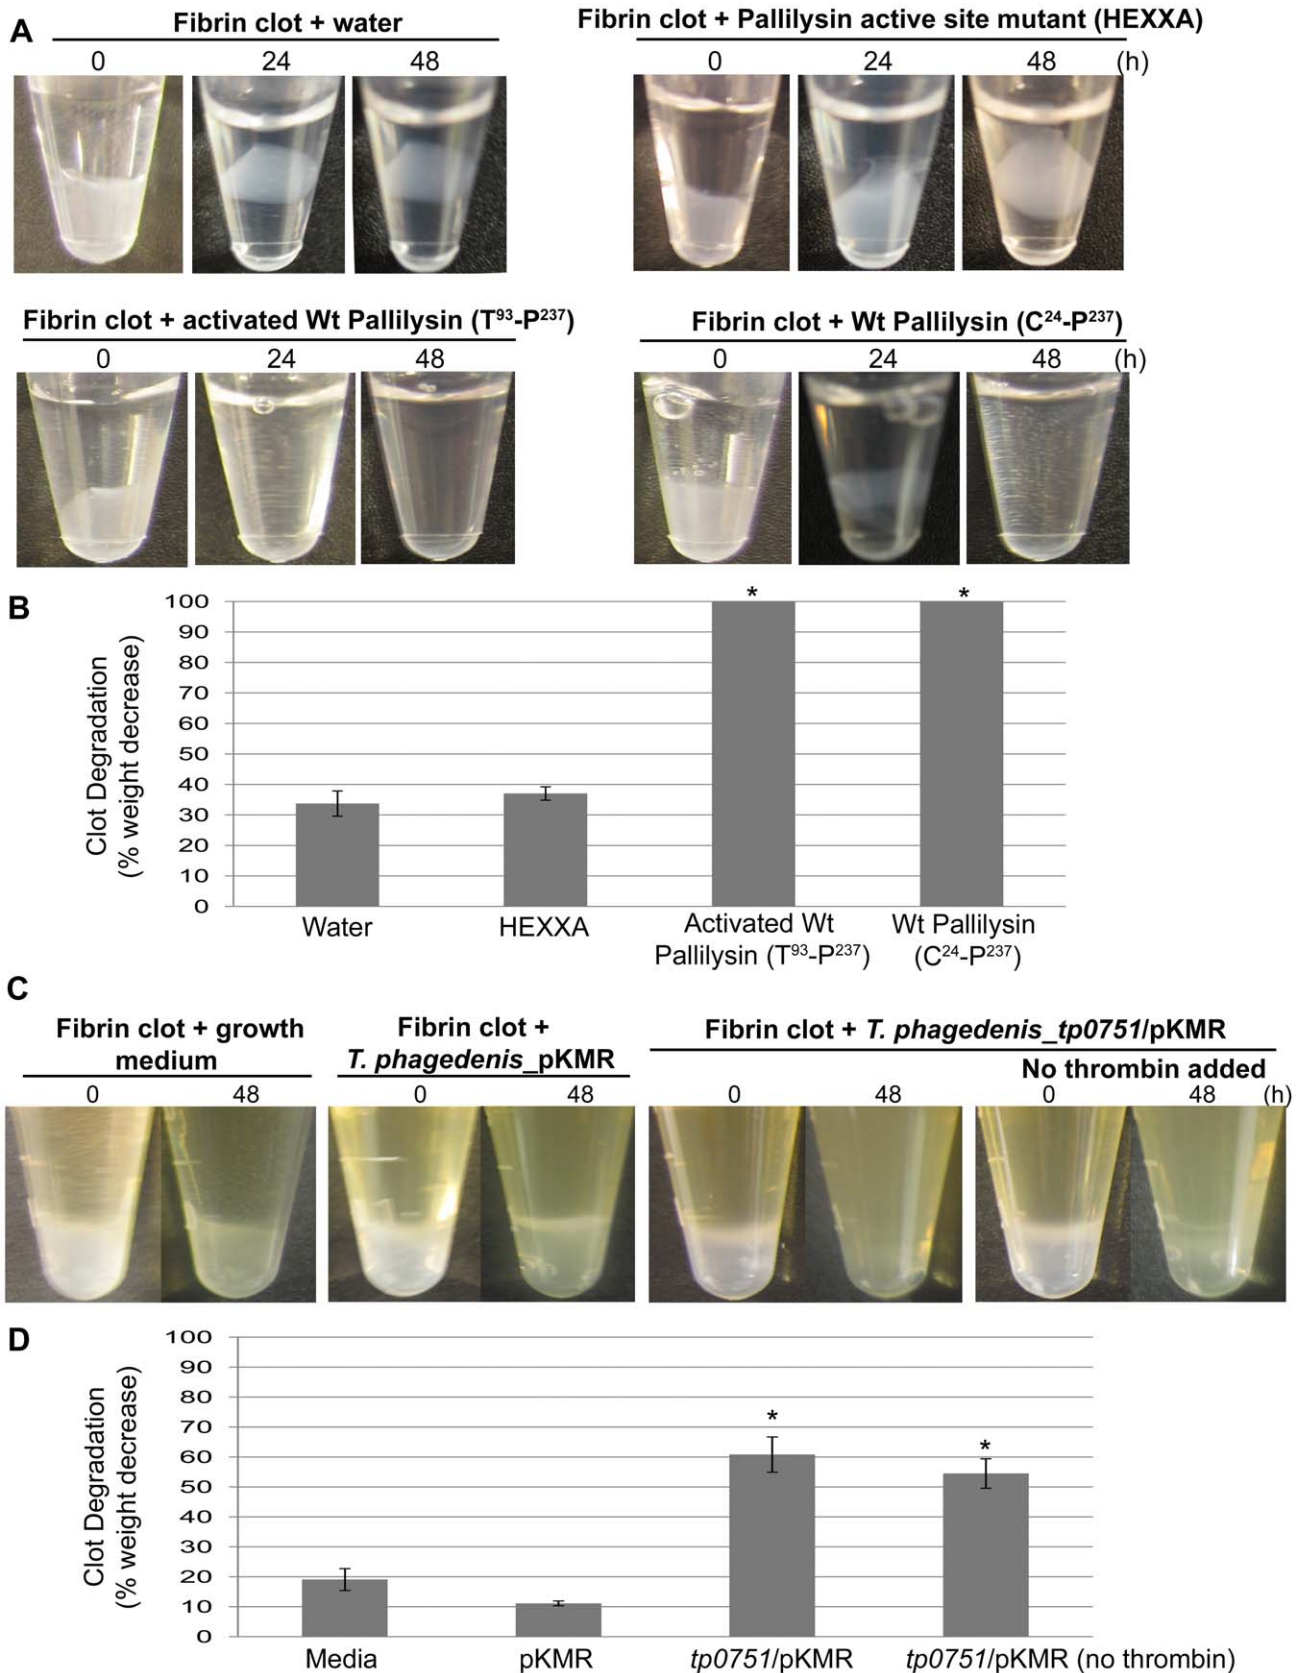 A
Fibrin clot + water
0 24 48
Fibrin clot + Pallilysin active site mutant (HEXXA)
0 24 48 (h)
Fibrin clot + activated Wt Pallilysin (T⁹³-P²³⁷)
0 24 48
Fibrin clot + Wt Pallilysin (C²⁴-P²³⁷)
0 24 48 (h)
B
Clot Degradation
(% weight decrease)
100
90
80
70
60
50
40
30
20
10
0
* *
Water HEXXA Activated Wt Wt Pallilysin
Pallilysin (T⁹³-P²³⁷) (C²⁴-P²³⁷)
C
Fibrin clot + growth
medium
0 48
Fibrin clot +
T. phagedenis_pKMR
0 48
Fibrin clot + T. phagedenis_tp0751/pKMR
No thrombin added
0 48 0 48 (h)
D
Clot Degradation
(% weight decrease)
100
90
80
70
60
50
40
30
20
10
0
* *
Media pKMR tp0751/pKMR tp0751/pKMR (no thrombin)